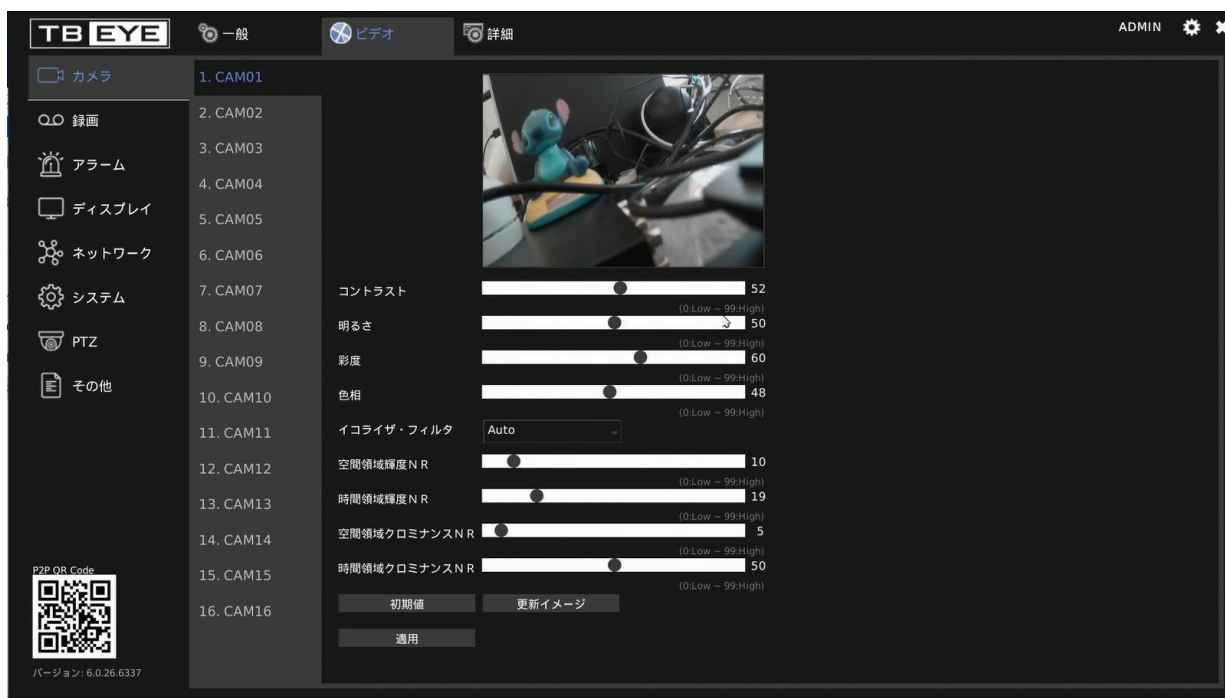 TB EYE
一般
ビデオ
詳細
ADMIN
カメラ
録画
アラーム
ディスプレイ
ネットワーク
システム
PTZ
その他
1. CAM01
2. CAM02
3. CAM03
4. CAM04
5. CAM05
6. CAM06
7. CAM07
8. CAM08
9. CAM09
10. CAM10
11. CAM11
12. CAM12
13. CAM13
14. CAM14
15. CAM15
16. CAM16
コントラスト 52
(0:Low ~ 99:High)
明るさ 50
(0:Low ~ 99:High)
彩度 60
(0:Low ~ 99:High)
色相 48
(0:Low ~ 99:High)
イコライザ・フィルタ Auto
空間領域輝度NR 10
(0:Low ~ 99:High)
時間領域輝度NR 19
(0:Low ~ 99:High)
空間領域クロミナンスNR 5
(0:Low ~ 99:High)
時間領域クロミナンスNR 50
(0:Low ~ 99:High)
初期値 更新イメージ
適用
P2P QR Code
バージョン: 6.0.26.6337